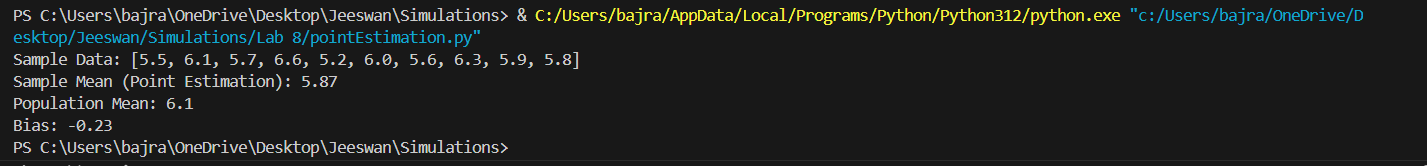 PS C:\Users\bajra\OneDrive\Desktop\Jeeswan\Simulations> & C:/Users/bajra/AppData/Local/Programs/Python/Python312/python.exe "c:/Users/bajra/OneDrive/D
esktop/Jeeswan/Simulations/Lab 8/pointEstimation.py"
Sample Data: [5.5, 6.1, 5.7, 6.6, 5.2, 6.0, 5.6, 6.3, 5.9, 5.8]
Sample Mean (Point Estimation): 5.87
Population Mean: 6.1
Bias: -0.23
PS C:\Users\bajra\OneDrive\Desktop\Jeeswan\Simulations>